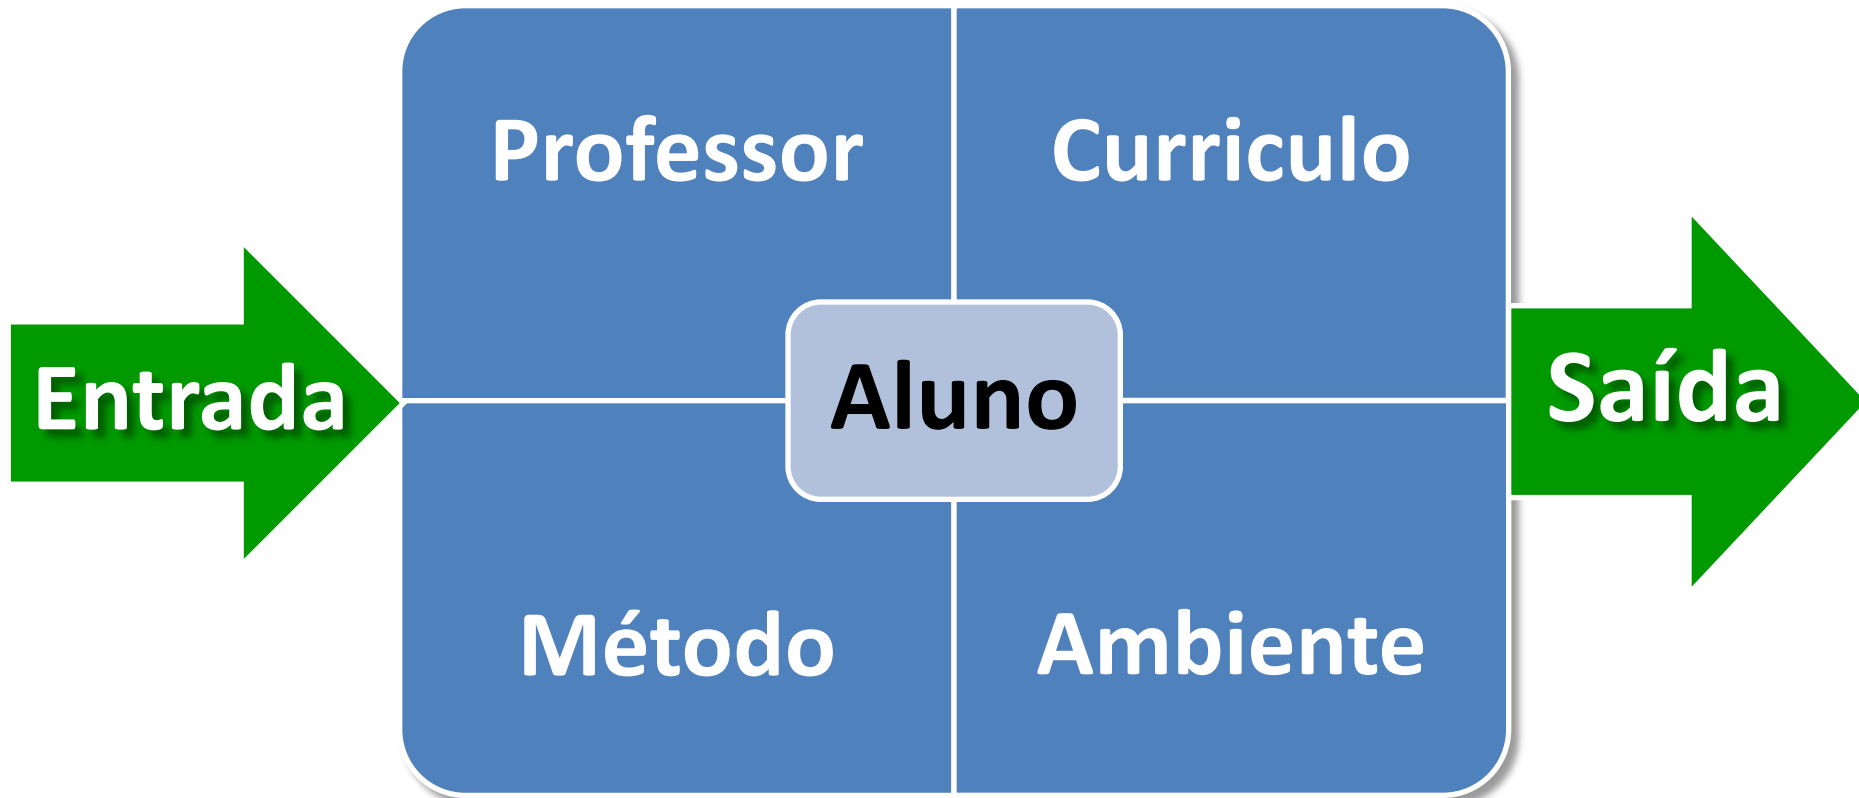 Professor
Curriculo
Entrada
Aluno
Saída
Método
Ambiente